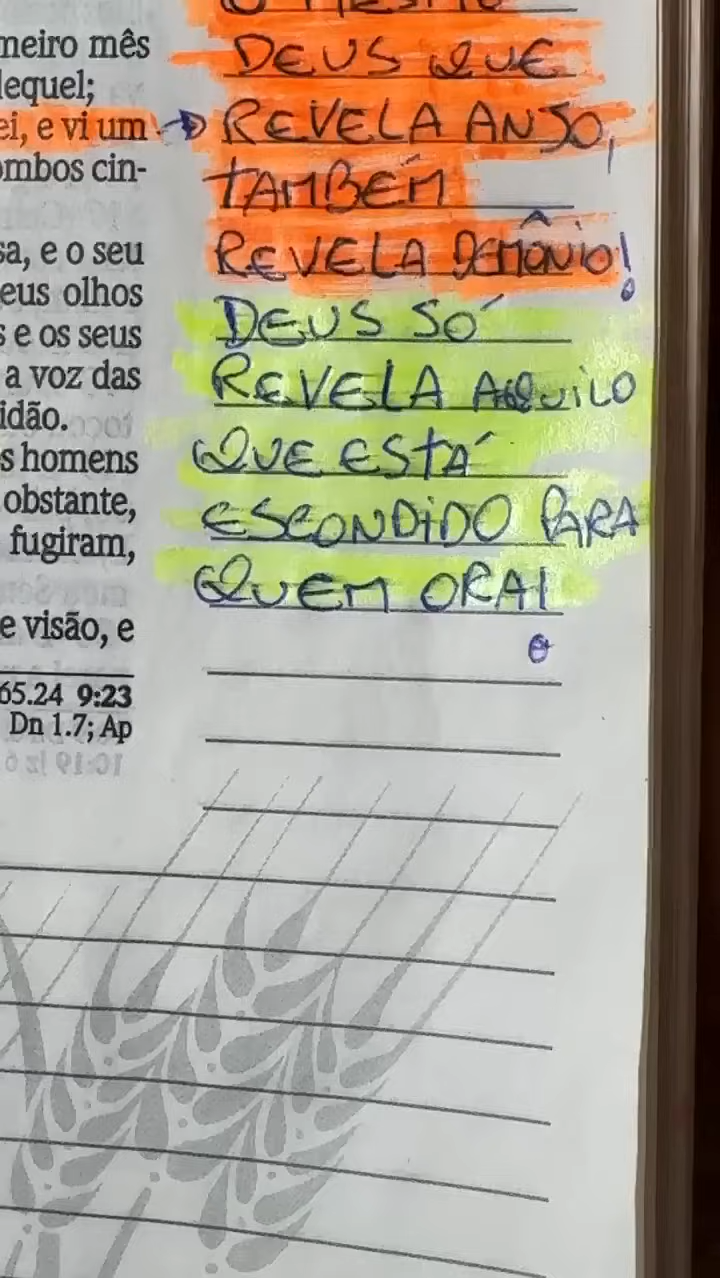 meiro mês
lequel;
ei, e vi um
ombos cin-
sa, e o seu
eus olhos
s e os seus
a voz das
idão.
s homens
obstante,
fugiram,
e visão, e
65.24 9:23
Dn 1.7; Ap
O MESMO
DEUS QUE
REVELA ANJO,
TAMBÉM
REVELA DEMÔNIO!
DEUS SÓ
REVELA AQUILO
QUE ESTÁ
ESCONDIDO PARA
QUEM ORA!